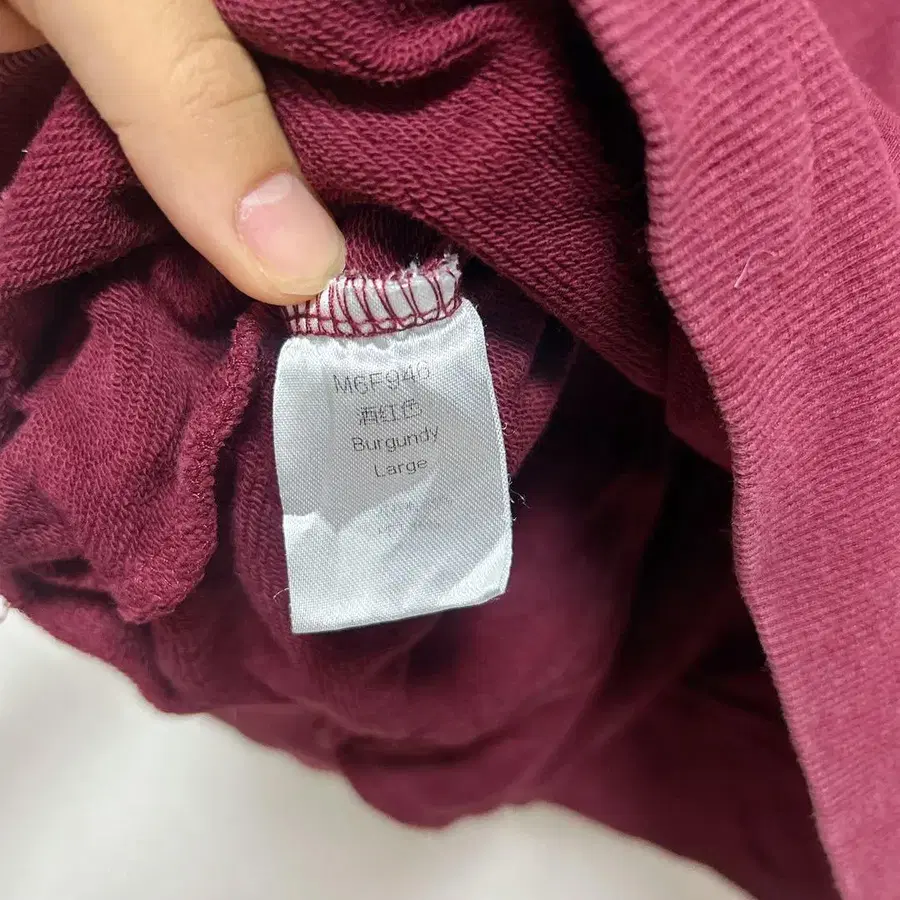 M6F946
酒红色
Burgundy
Large